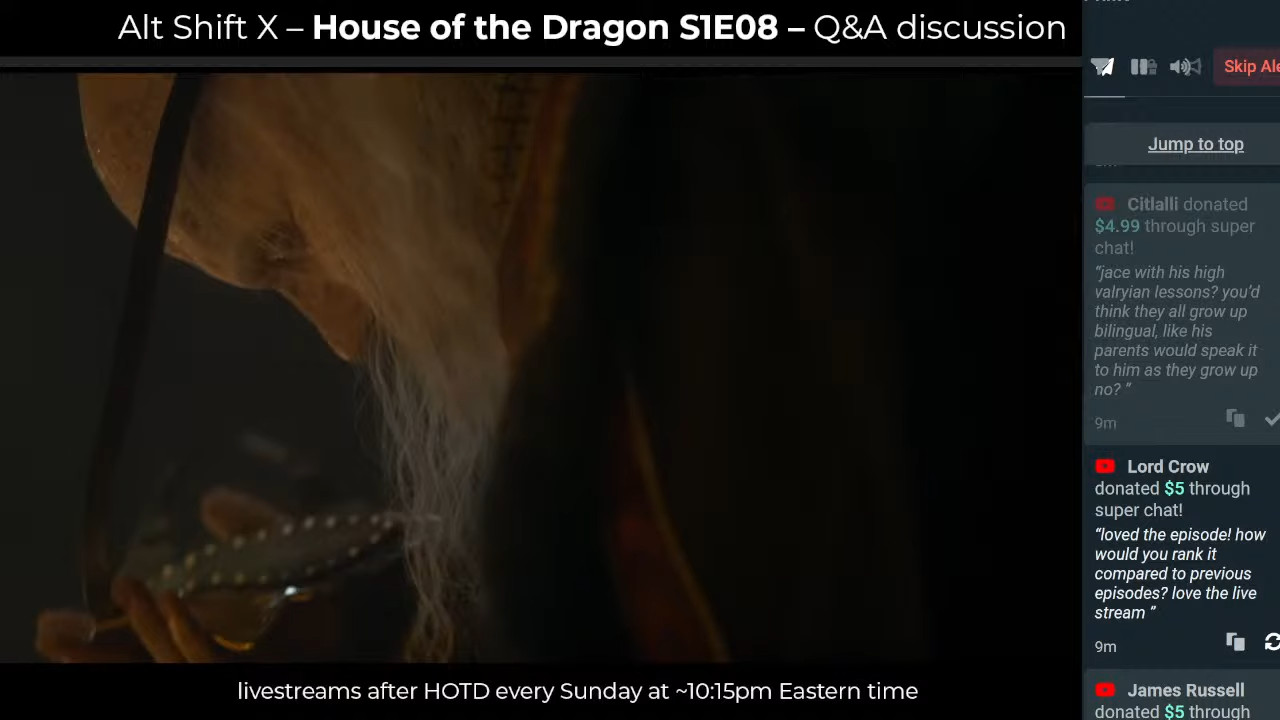 Alt Shift X – House of the Dragon S1E08 – Q&A discussion
Skip Ale
Jump to top
Citlalli donated
$4.99 through super
chat!
“jace with his high
valryian lessons? you’d
think they all grow up
bilingual, like his
parents would speak it
to him as they grow up
no? ”
9m
Lord Crow
donated $5 through
super chat!
“loved the episode! how
would you rank it
compared to previous
episodes? love the live
stream ”
9m
James Russell
donated $5 through
livestreams after HOTD every Sunday at ~10:15pm Eastern time